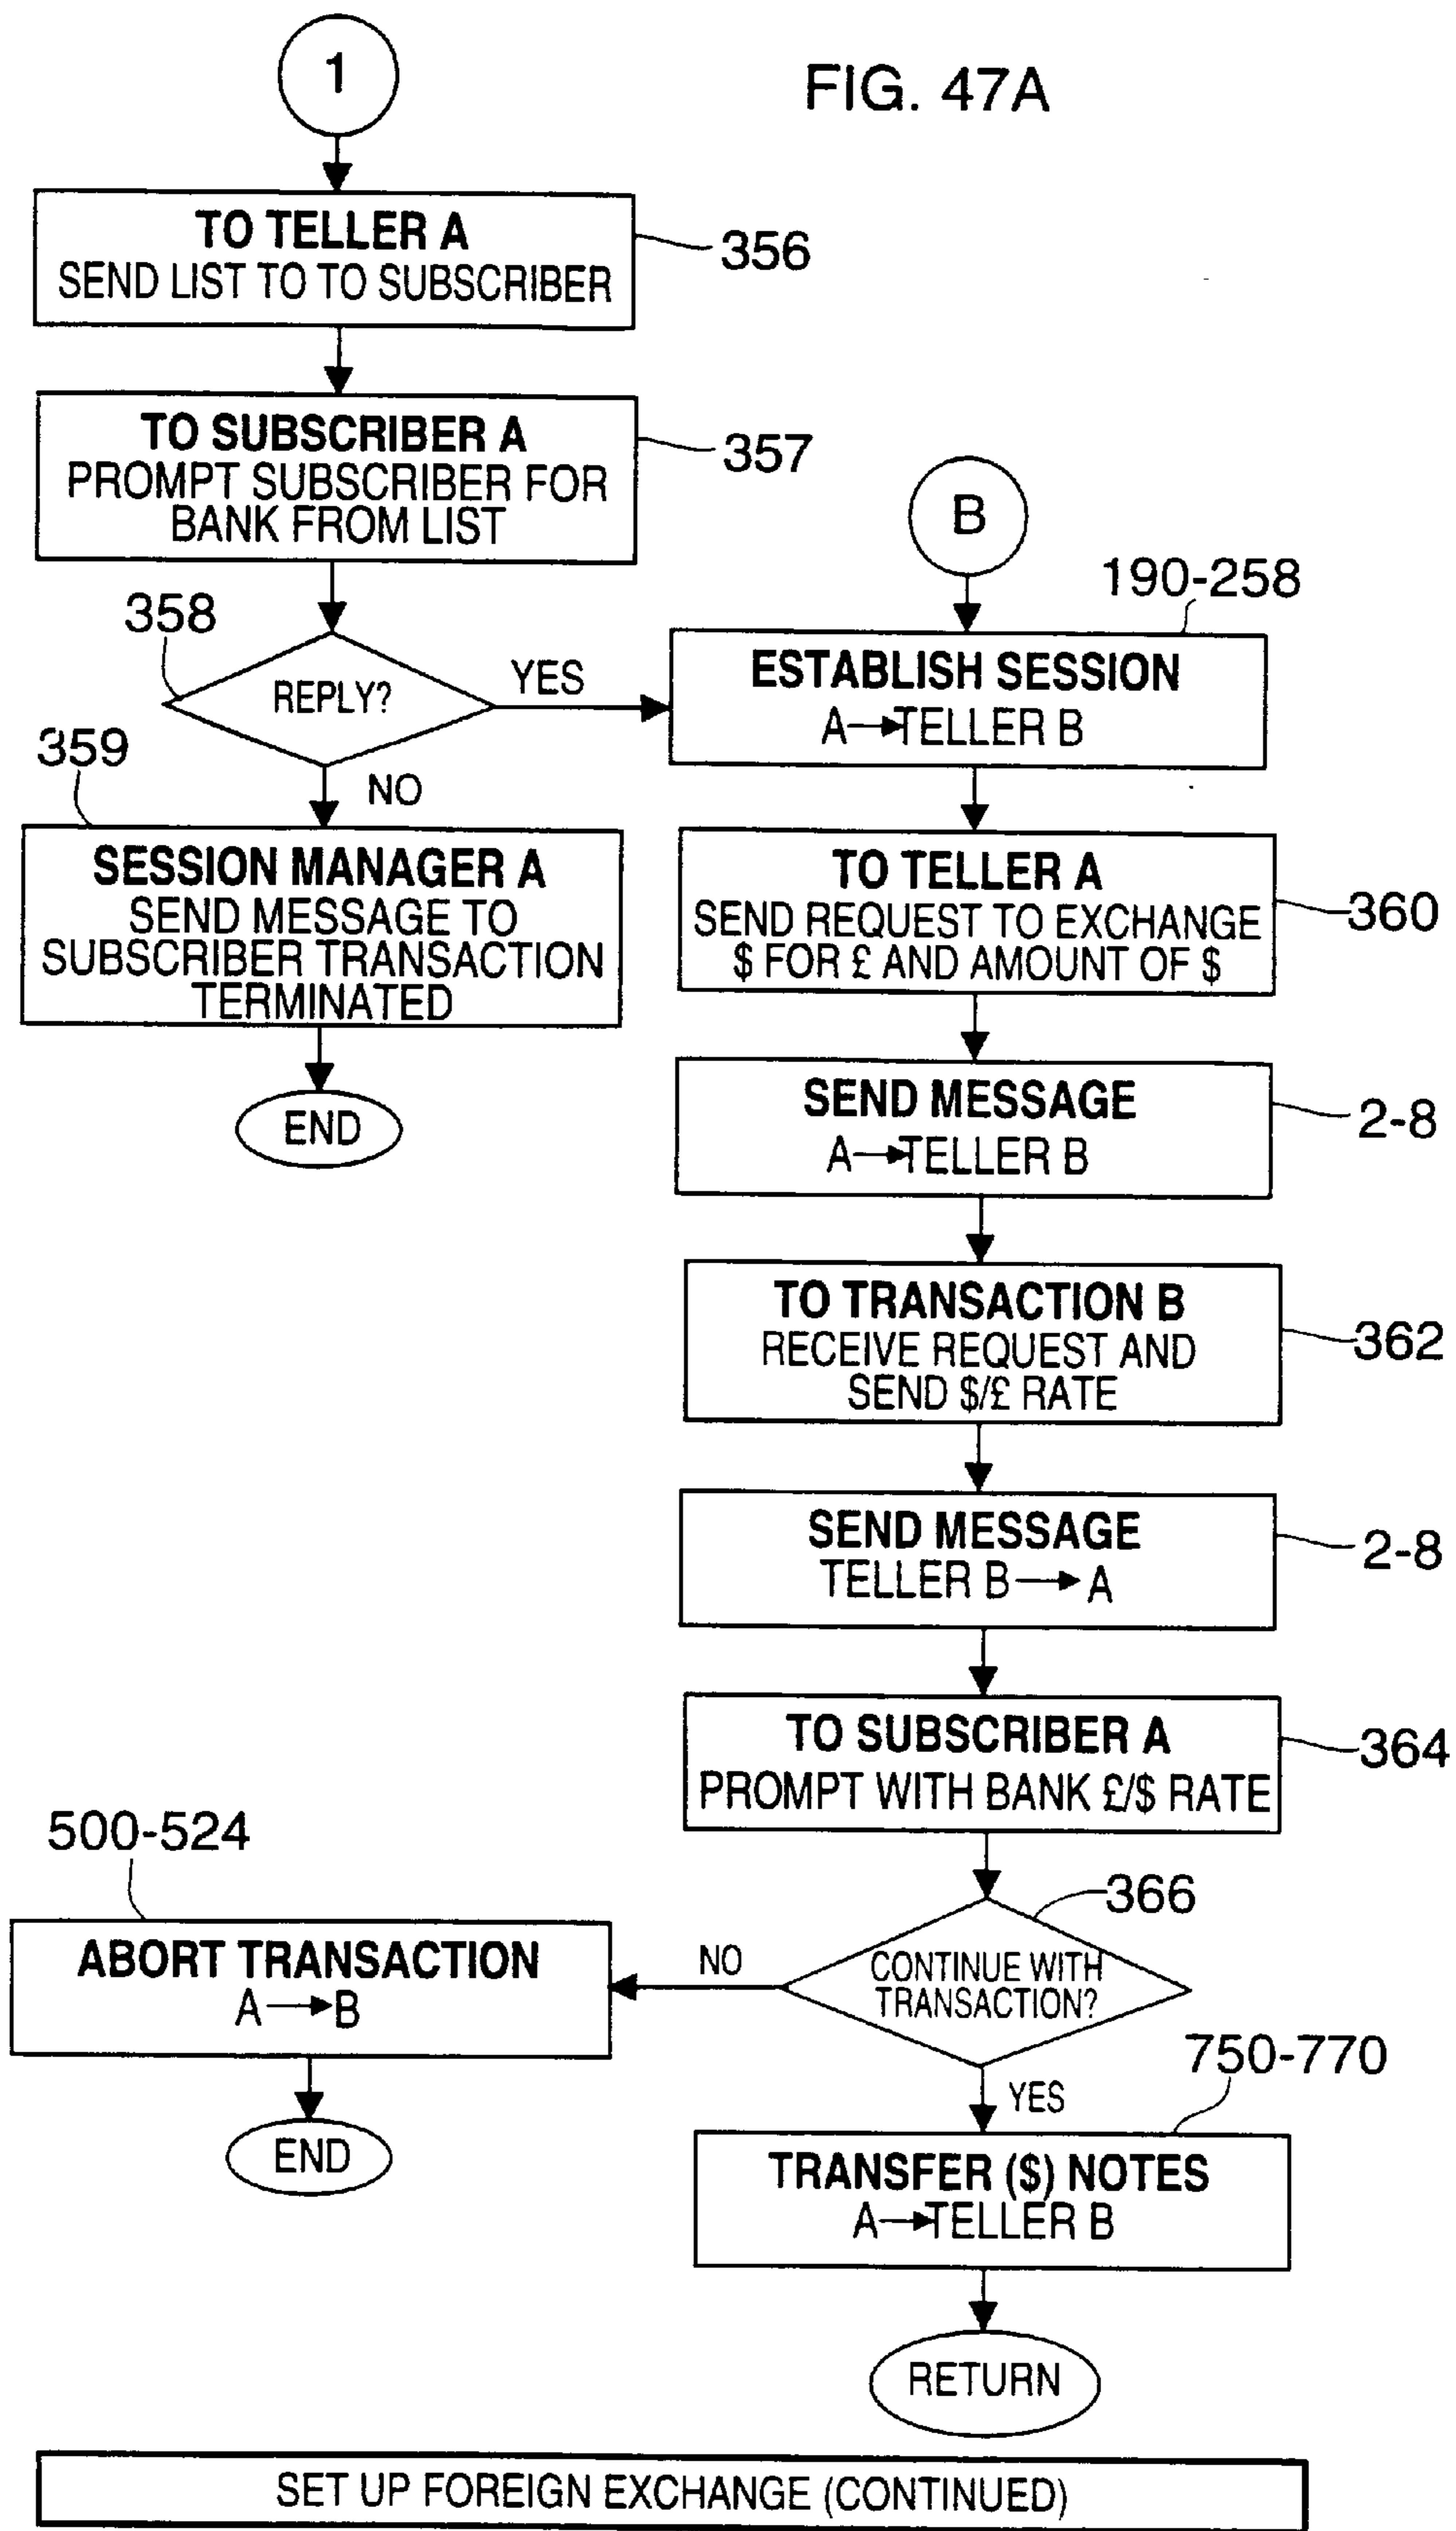 FIG. 47A
1
TO TELLER A
SEND LIST TO TO SUBSCRIBER
356
TO SUBSCRIBER A
PROMPT SUBSCRIBER FOR
BANK FROM LIST
357
358
REPLY?
YES
NO
359
SESSION MANAGER A
SEND MESSAGE TO
SUBSCRIBER TRANSACTION
TERMINATED
END
B
190-258
ESTABLISH SESSION
A→TELLER B
TO TELLER A
SEND REQUEST TO EXCHANGE
$ FOR £ AND AMOUNT OF $
360
SEND MESSAGE
A→TELLER B
2-8
TO TRANSACTION B
RECEIVE REQUEST AND
SEND $/£ RATE
362
SEND MESSAGE
TELLER B→A
2-8
TO SUBSCRIBER A
PROMPT WITH BANK £/$ RATE
364
366
CONTINUE WITH
TRANSACTION?
NO
500-524
ABORT TRANSACTION
A→B
END
YES
750-770
TRANSFER ($) NOTES
A→TELLER B
RETURN
SET UP FOREIGN EXCHANGE (CONTINUED)